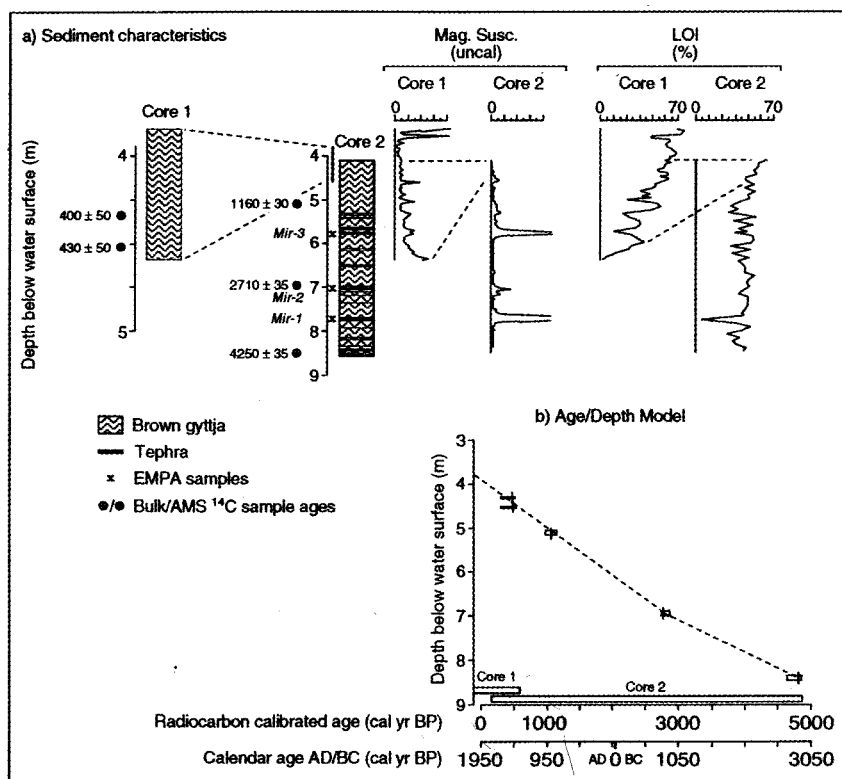 a) Sediment characteristics
Mag. Susc.
(uncal)
LOI
(%)
Core 1 Core 2 Core 1 Core 2
0 0 0 70 0 70
Core 1
Core 2
Depth below water surface (m)
4
5
400 ± 50
430 ± 50
4
5
6
7
8
9
1160 ± 30
Mir-3
2710 ± 35
Mir-2
Mir-1
4250 ± 35
Brown gyttja
Tephra
EMPA samples
Bulk/AMS 14C sample ages
b) Age/Depth Model
Depth below water surface (m)
3
4
5
6
7
8
9
Core 1
Core 2
Radiocarbon calibrated age (cal yr BP) 0 1000 3000 5000
Calendar age AD/BC (cal yr BP) 1950 950 AD 0 BC 1050 3050